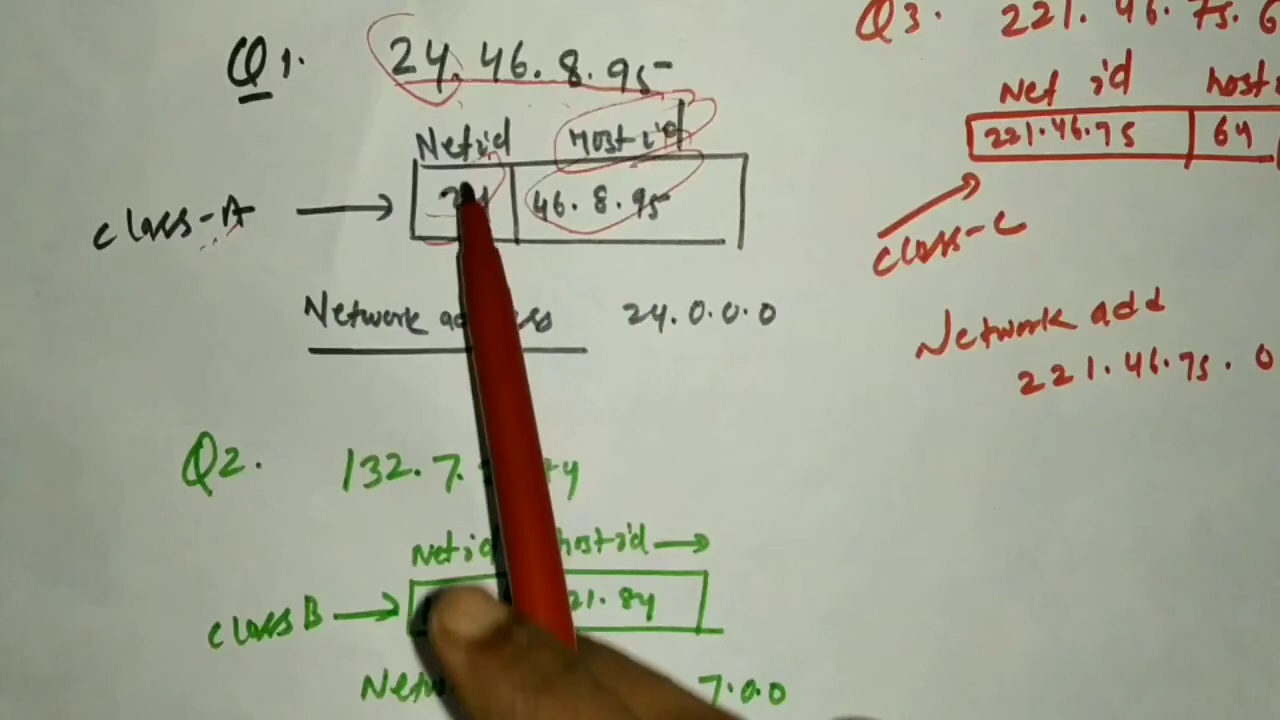 Q1. 24.46.8.95
Net id host id
class-A 46.8.95
Network 24.0.0.0
Q2. 132.7.
Net id host id
class B 21.84
7.0.0
Q3. 221.46.75.6
Net id host
221.46.75 64
class-C
Network add
221.46.75.0